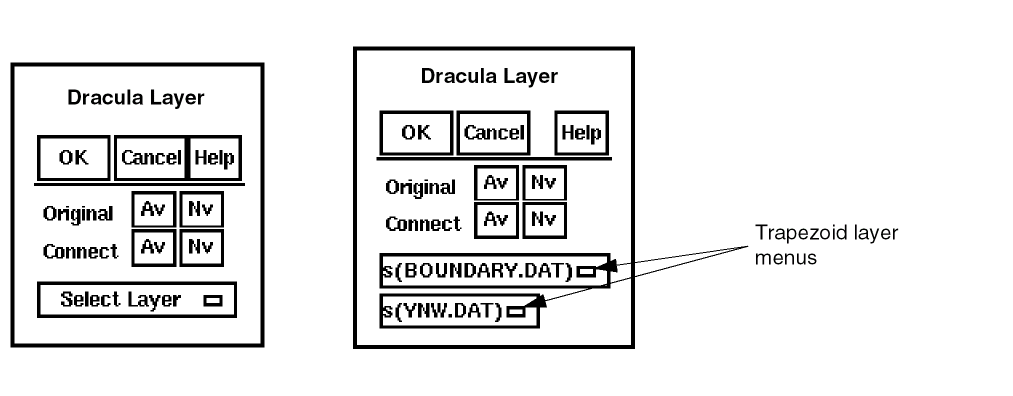 Dracula Layer
OK Cancel Help
Original Av Nv
Connect Av Nv
Select Layer
Dracula Layer
OK Cancel Help
Original Av Nv
Connect Av Nv
s(BOUNDARY.DAT)
s(YNW.DAT)
Trapezoid layer
menus